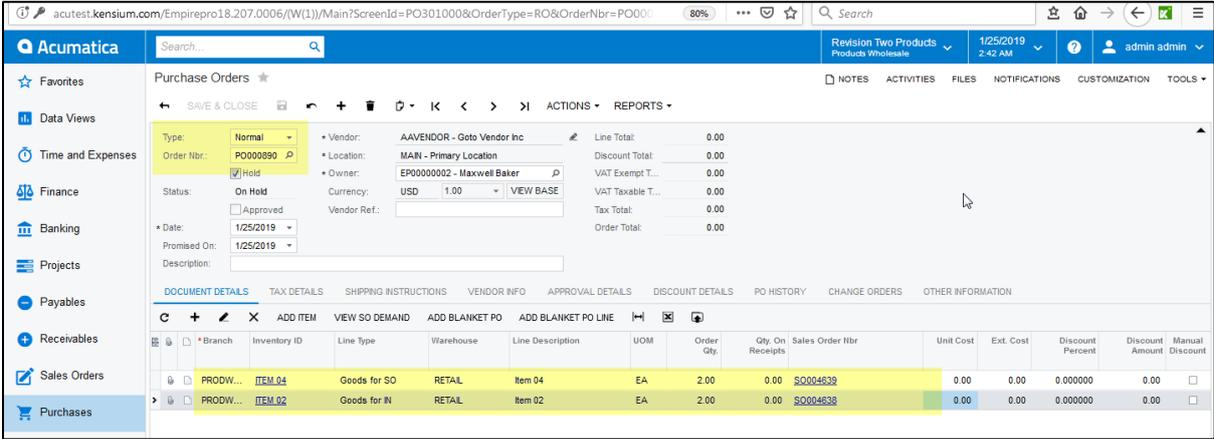 acutest.kensium.com/Empirepro18.207.0006/(W(1))/Main?ScreenId=PO301000&OrderType=RO&OrderNbr=PO000 80% Search
Acumatica Search... Revision Two Products Products Wholesale 1/25/2019 2:42 AM ? admin admin
Favorites
Data Views
Time and Expenses
Finance
Banking
Projects
Payables
Receivables
Sales Orders
Purchases
Purchase Orders NOTES ACTIVITIES FILES NOTIFICATIONS CUSTOMIZATION TOOLS
SAVE & CLOSE ACTIONS REPORTS
Type: Normal * Vendor: AAVENDOR - Goto Vendor Inc Line Total: 0.00
Order Nbr.: PO000890 * Location: MAIN - Primary Location Discount Total: 0.00
Hold * Owner: EP00000002 - Maxwell Baker VAT Exempt T... 0.00
Status: On Hold Currency: USD 1.00 VIEW BASE VAT Taxable T... 0.00
Approved Vendor Ref.: Tax Total: 0.00
* Date: 1/25/2019 Order Total: 0.00
Promised On: 1/25/2019
Description:
DOCUMENT DETAILS TAX DETAILS SHIPPING INSTRUCTIONS VENDOR INFO APPROVAL DETAILS DISCOUNT DETAILS PO HISTORY CHANGE ORDERS OTHER INFORMATION
ADD ITEM VIEW SO DEMAND ADD BLANKET PO ADD BLANKET PO LINE
* Branch Inventory ID Line Type Warehouse Line Description UOM Order Qty. Qty. On Receipts Sales Order Nbr Unit Cost Ext. Cost Discount Percent Discount Amount Manual Discount
PRODW... ITEM 04 Goods for SO RETAIL Item 04 EA 2.00 0.00 SO004639 0.00 0.00 0.000000 0.00
PRODW... ITEM 02 Goods for IN RETAIL Item 02 EA 2.00 0.00 SO004638 0.00 0.00 0.000000 0.00